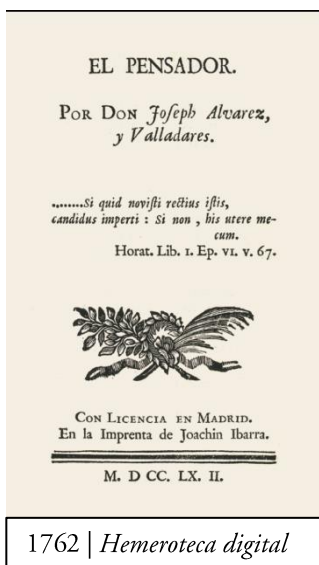 EL PENSADOR.
POR DON Joſeph Alvarez,
y Valladares.
........Si quid noviſti rectius iſtis,
candidus imperti : Si non , his utere me-
cum.
Horat. Lib. 1. Ep. VI. v. 67.
CON LICENCIA EN MADRID.
En la Imprenta de Joachin Ibarra.
M. D CC. LX. II.
1762 | Hemeroteca digital